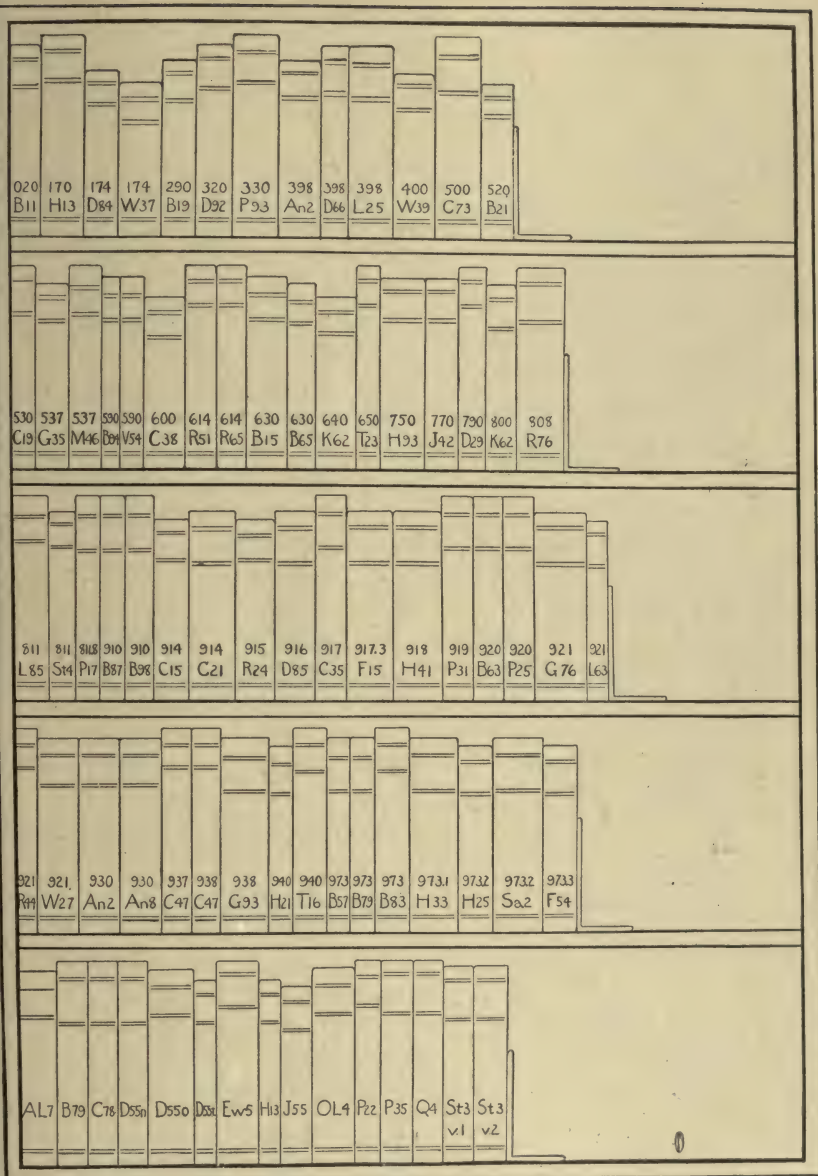 020 170 174 174 290 320 330 398 398 398 400 500 520
B11 H13 D84 W37 B19 D92 P93 An2 D66 L25 W39 C73 B21
530 537 537 590 590 600 614 614 630 630 640 650 750 770 790 800 808
C19 G35 M46 V54 C38 R51 R65 B15 B65 K62 T23 H93 J42 D29 K62 R76
811 811 811.8 910 910 914 914 915 916 917 917.3 918 919 920 920 921 921
L85 St4 P17 B87 B98 C15 C21 R24 D85 C35 F15 H41 P31 B63 P25 G76 L63
921 921 930 930 937 938 938 940 940 973 973 973 973.1 973.2 973.2 973.3
R44 W27 An2 An8 C47 C47 G93 H21 T16 B57 B79 B83 H33 H25 Sa2 F54
AL7 B79 C78 D55n D55o Ew5 H13 J55 OL4 P22 P35 Q4 St3 St3
v.1 v.2